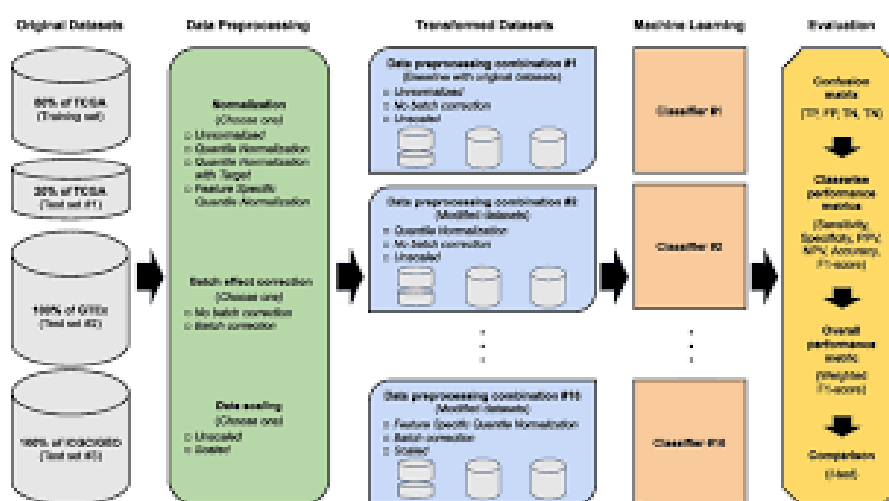 Original Datasets
80% of TCGA
(Training set)
20% of TCGA
(Test set #1)
100% of GTEx
(Test set #2)
100% of ICGC/GEO
(Test set #3)
Data Preprocessing
Normalization
(Choose one)
Unnormalized
Quantile Normalization
Quantile Normalization
with Target
Feature Specific
Quantile Normalization
Batch effect correction
(Choose one)
No batch correction
Batch correction
Data scaling
(Choose one)
Unscaled
Scaled
Transformed Datasets
Data preprocessing combination #1
(Baseline with original datasets)
Unnormalized
No batch correction
Unscaled
Data preprocessing combination #2
(Modified datasets)
Quantile Normalization
No batch correction
Unscaled
Data preprocessing combination #16
(Modified datasets)
Feature Specific Quantile Normalization
Batch correction
Scaled
Machine Learning
Classifier #1
Classifier #2
Classifier #16
Evaluation
Confusion
matrix
(TP, FP, TN, TN)
Classwise
performance
metrics
(Sensitivity,
Specificity, PPV,
NPV, Accuracy,
F1-score)
Overall
performance
metric
(Weighted
F1-score)
Comparison
(t-test)